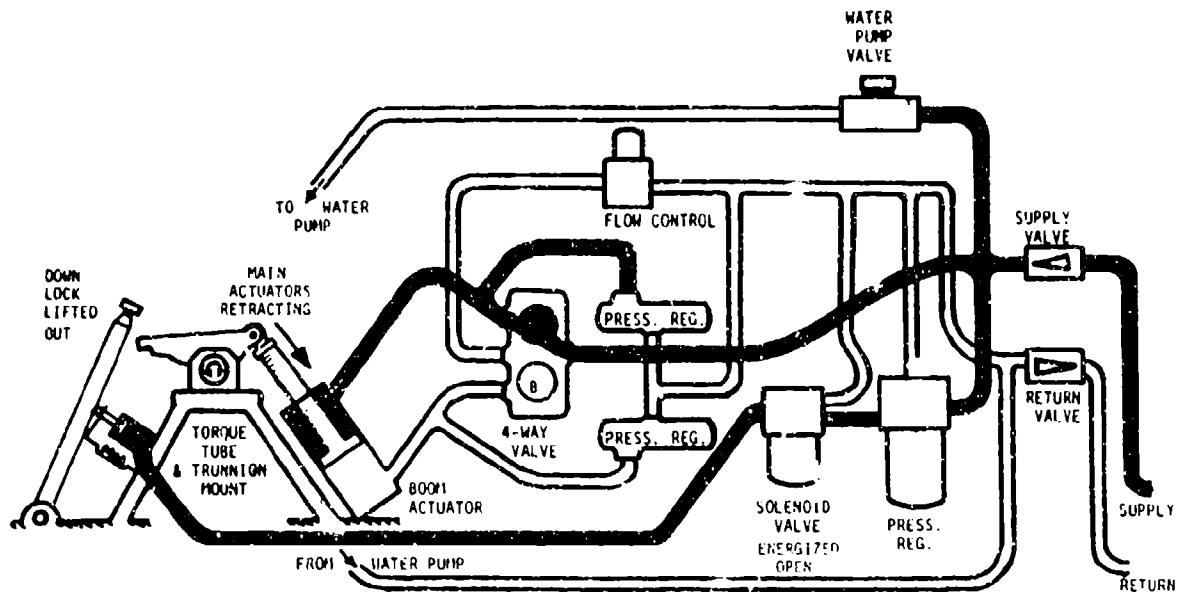 WATER
PUMP
VALVE
TO WATER
PUMP
FLOW CONTROL
SUPPLY
VALVE
DOWN
LOCK
LIFTED
OUT
MAIN
ACTUATORS
RETRACTING
PRESS. REG.
B
4-WAY
VALVE
PRESS. REG.
RETURN
VALVE
TORQUE
TUBE
& TRUNNION
MOUNT
BOOM
ACTUATOR
SOLENOID
VALVE
ENERGIZED
OPEN
PRESS.
REG.
SUPPLY
FROM WATER PUMP
RETURN